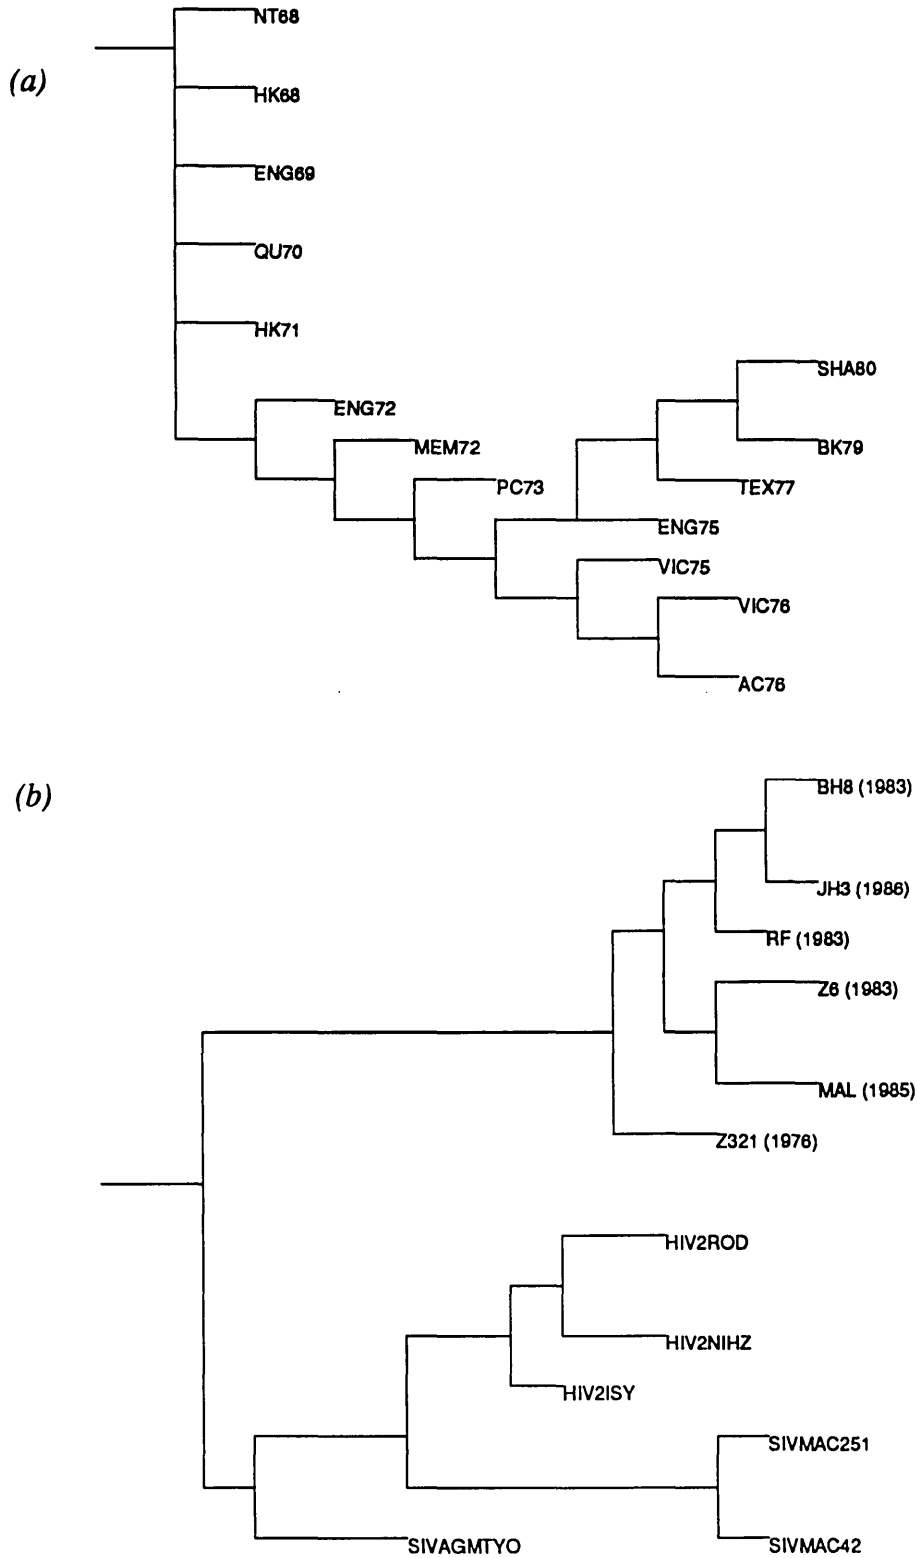 NT68
(a)
HK68
ENG69
QU70
HK71
SHA80
ENG72
BK79
MEM72
PC73
TEX77
ENG75
VIC75
VIC76
AC76
(b)
BH8 (1983)
JH3 (1986)
RF (1983)
Z6 (1983)
MAL (1985)
Z321 (1976)
HIV2ROD
HIV2NIHZ
HIV2ISY
SIVMAC251
SIVAGMTYO
SIVMAC42